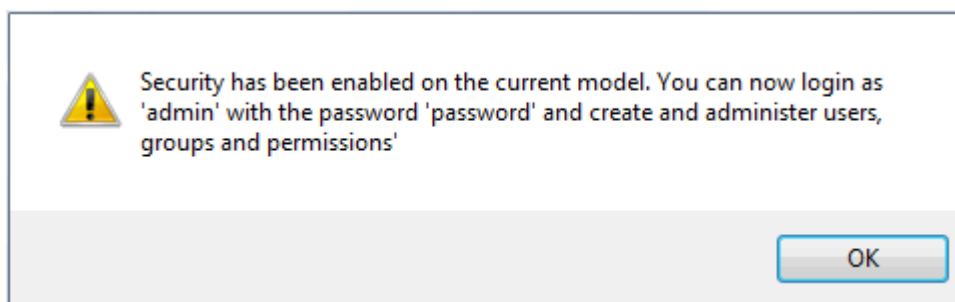 Security has been enabled on the current model. You can now login as
'admin' with the password 'password' and create and administer users,
groups and permissions'
OK